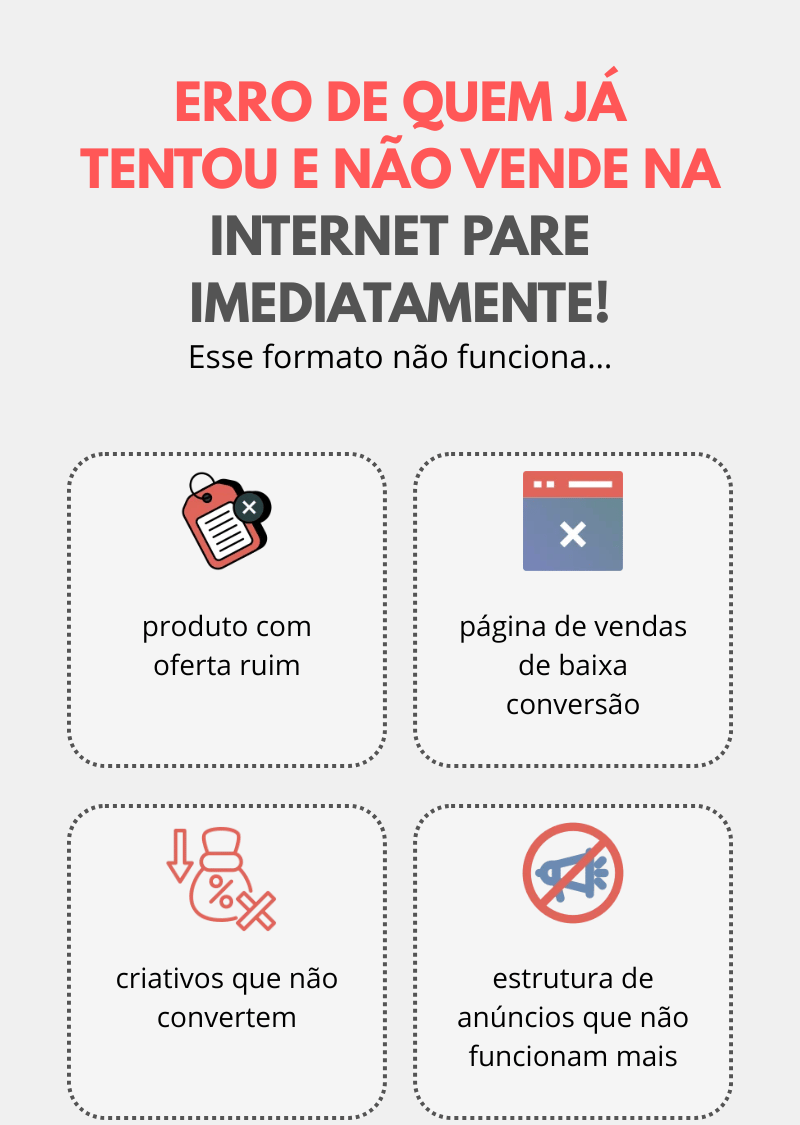 ERRO DE QUEM JÁ
TENTOU E NÃO VENDE NA
INTERNET PARE
IMEDIATAMENTE!
Esse formato não funciona...
produto com
oferta ruim
página de vendas
de baixa
conversão
criativos que não
convertem
estrutura de
anúncios que não
funcionam mais